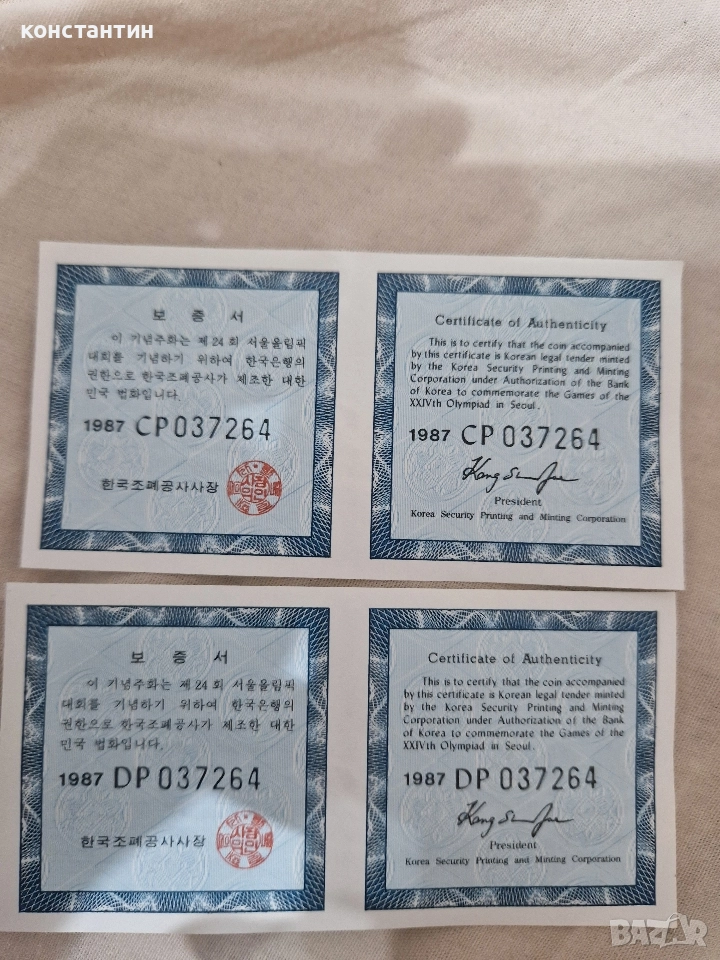 константин
보 증 서
이 기념주화는 제 24 회 서울올림픽
대회를 기념하기 위하여 한국은행의
권한으로 한국조폐공사가 제조한 대한
민국 법화입니다.
1987 CP 037264
한국조폐공사사장
Certificate of Authenticity
This is to certify that the coin accompanied
by this certificate is Korean legal tender minted
by the Korea Security Printing and Minting
Corporation under Authorization of the Bank
of Korea to commemorate the Games of the
XXIVth Olympiad in Seoul.
1987 CP 037264
President
Korea Security Printing and Minting Corporation
보 증 서
이 기념주화는 제 24 회 서울올림픽
대회를 기념하기 위하여 한국은행의
권한으로 한국조폐공사가 제조한 대한
민국 법화입니다.
1987 DP 037264
한국조폐공사사장
Certificate of Authenticity
This is to certify that the coin accompanied
by this certificate is Korean legal tender minted
by the Korea Security Printing and Minting
Corporation under Authorization of the Bank
of Korea to commemorate the Games of the
XXIVth Olympiad in Seoul.
1987 DP 037264
President
Korea Security Printing and Minting Corporation
BAZAR